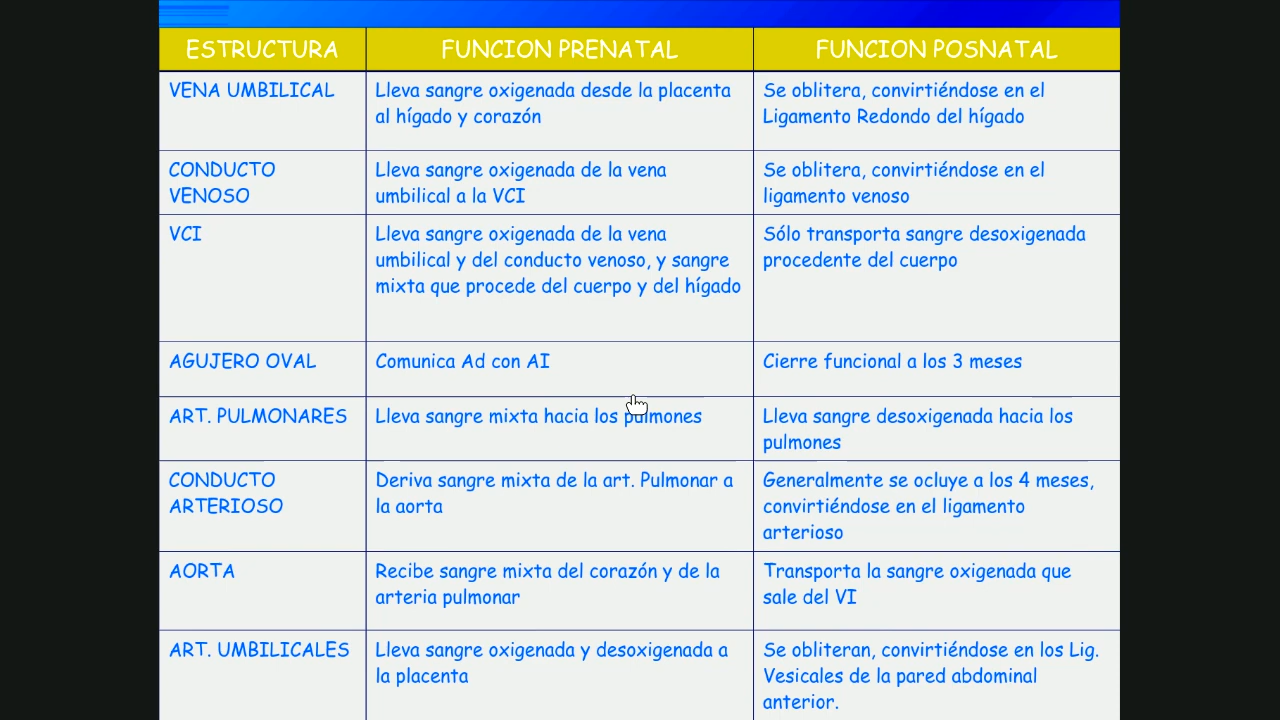 ESTRUCTURA
FUNCION PRENATAL
FUNCION POSNATAL
VENA UMBILICAL
Lleva sangre oxigenada desde la placenta
al hígado y corazón
Se oblitera, convirtiéndose en el
Ligamento Redondo del hígado
CONDUCTO
VENOSO
Lleva sangre oxigenada de la vena
umbilical a la VCI
Se oblitera, convirtiéndose en el
ligamento venoso
VCI
Lleva sangre oxigenada de la vena
umbilical y del conducto venoso, y sangre
mixta que procede del cuerpo y del hígado
Sólo transporta sangre desoxigenada
procedente del cuerpo
AGUJERO OVAL
Comunica Ad con AI
Cierre funcional a los 3 meses
ART. PULMONARES
Lleva sangre mixta hacia los pulmones
Lleva sangre desoxigenada hacia los
pulmones
CONDUCTO
ARTERIOSO
Deriva sangre mixta de la art. Pulmonar a
la aorta
Generalmente se ocluye a los 4 meses,
convirtiéndose en el ligamento
arterioso
AORTA
Recibe sangre mixta del corazón y de la
arteria pulmonar
Transporta la sangre oxigenada que
sale del VI
ART. UMBILICALES
Lleva sangre oxigenada y desoxigenada a
la placenta
Se obliteran, convirtiéndose en los Lig.
Vesicales de la pared abdominal
anterior.